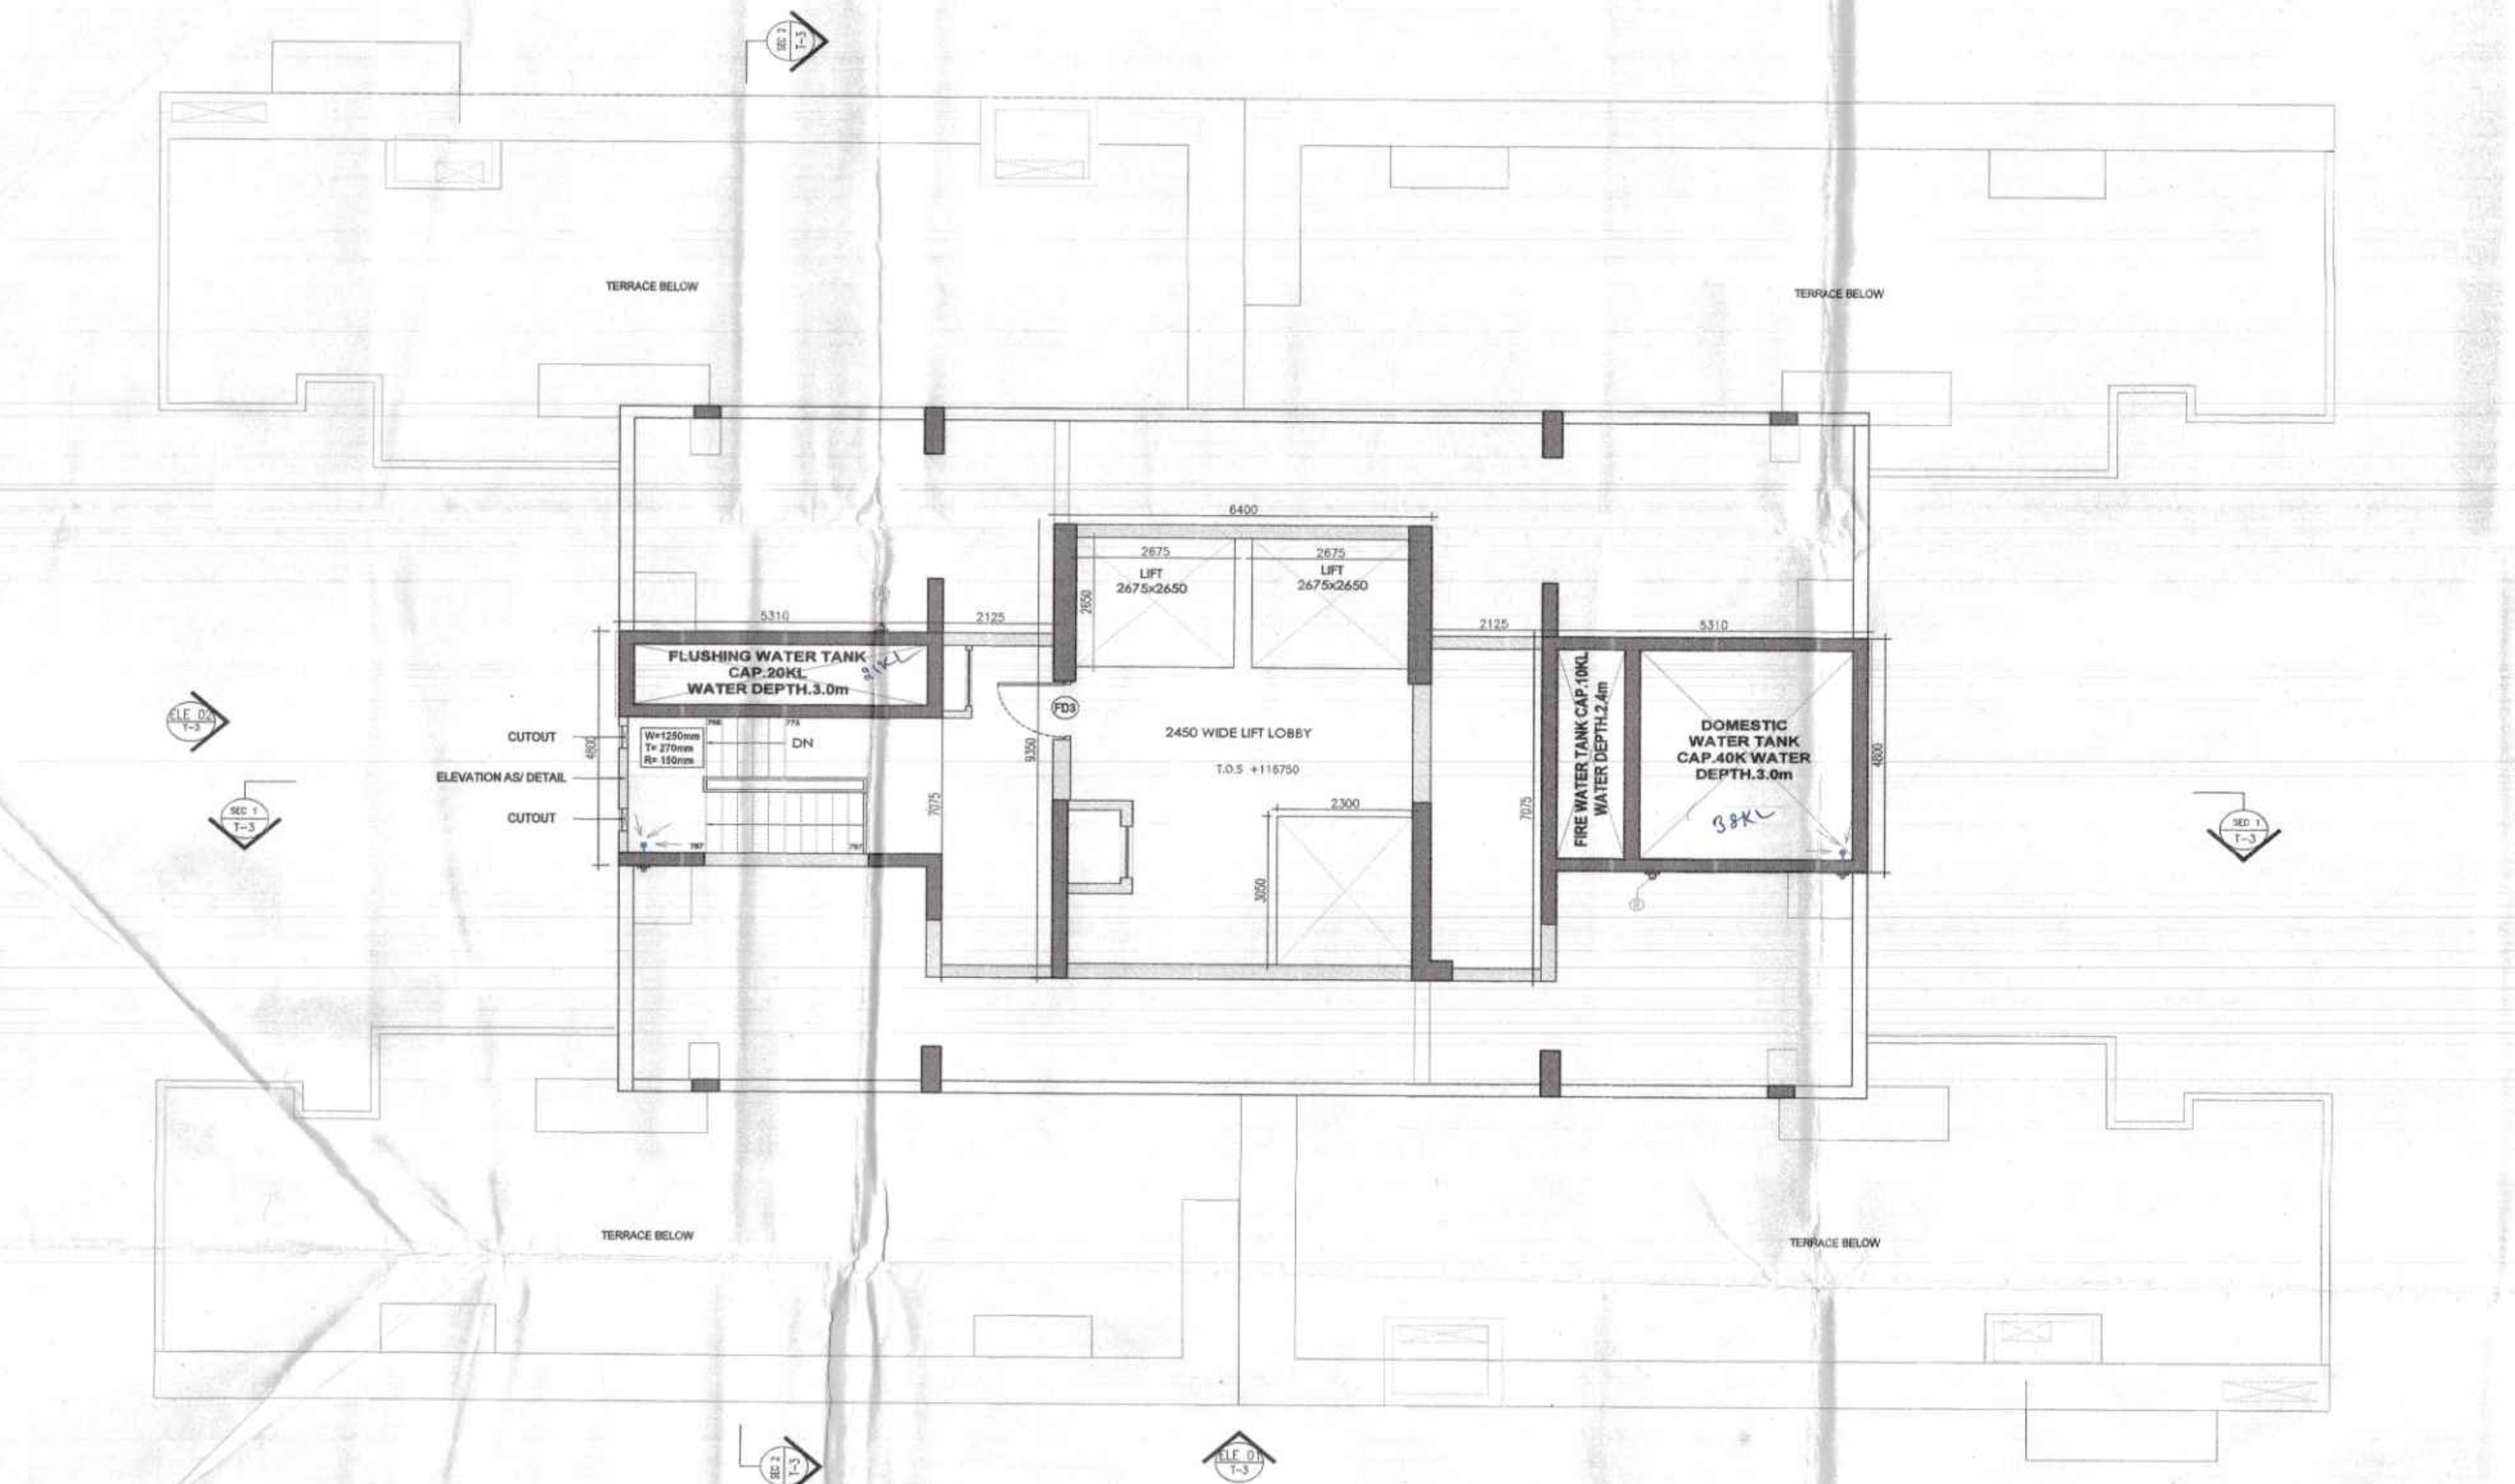 SEC 2
T-3
TERRACE BELOW
TERRACE BELOW
6400
2675
2675
LIFT
2675x2650
LIFT
2675x2650
2650
5310
2125
2125
5310
FLUSHING WATER TANK
CAP.20KL
WATER DEPTH.3.0m
ELE 02
T-3
FD3
2450 WIDE LIFT LOBBY
T.O.S +116750
CUTOUT
W=1250mm
T= 270mm
R= 150mm
DN
4800
9350
ELEVATION AS/ DETAIL
CUTOUT
7075
2300
3050
7075
FIRE WATER TANK CAP.10KL
WATER DEPTH.2.4m
DOMESTIC
WATER TANK
CAP.40K WATER
DEPTH.3.0m
38KL
4800
SEC 1
T-3
SEC 1
T-3
TERRACE BELOW
TERRACE BELOW
SEC 2
T-3
ELE 01
T-3